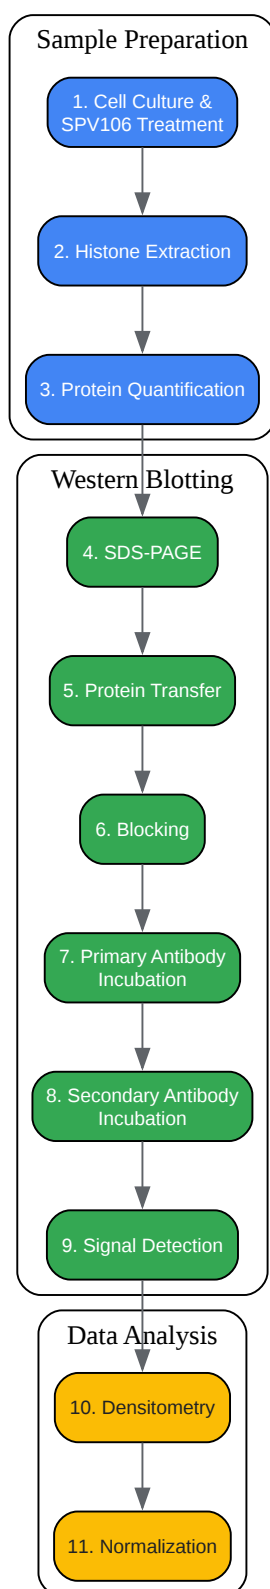 Sample Preparation
1. Cell Culture &
SPV106 Treatment
2. Histone Extraction
3. Protein Quantification
Western Blotting
4. SDS-PAGE
5. Protein Transfer
6. Blocking
7. Primary Antibody
Incubation
8. Secondary Antibody
Incubation
9. Signal Detection
Data Analysis
10. Densitometry
11. Normalization